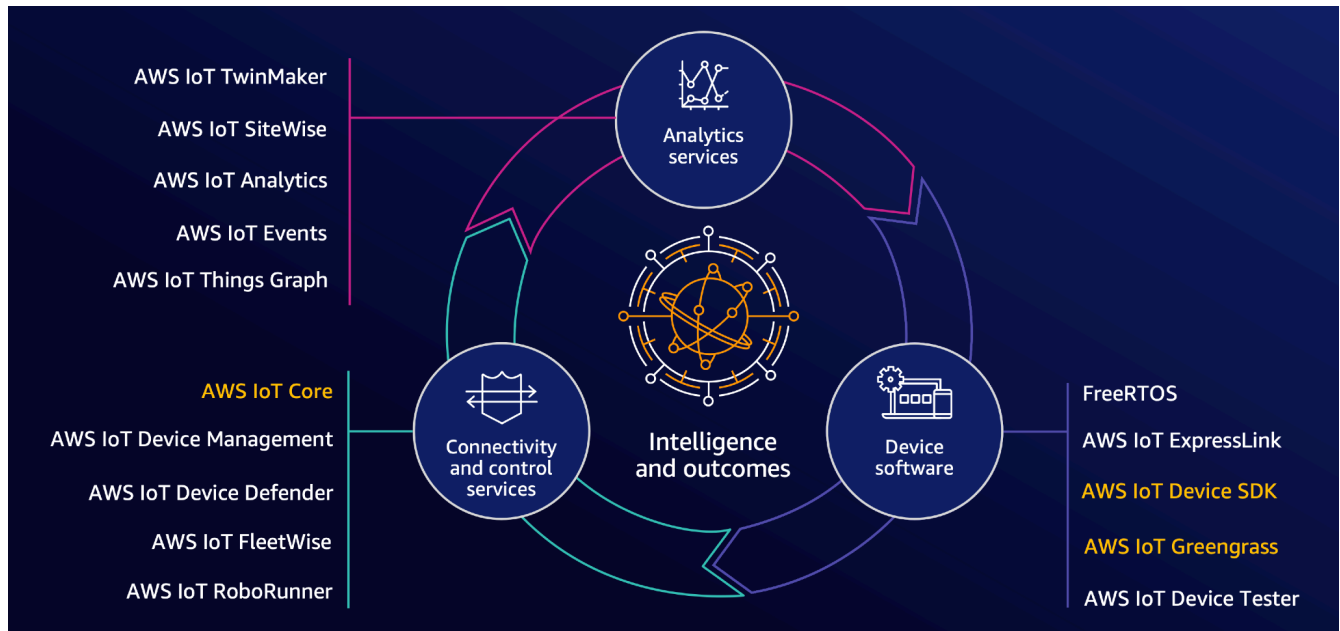 AWS IoT TwinMaker
AWS IoT SiteWise
AWS IoT Analytics
AWS IoT Events
AWS IoT Things Graph
Analytics
services
AWS IoT Core
AWS IoT Device Management
AWS IoT Device Defender
AWS IoT FleetWise
AWS IoT RoboRunner
Connectivity
and control
services
Intelligence
and outcomes
Device
software
FreeRTOS
AWS IoT ExpressLink
AWS IoT Device SDK
AWS IoT Greengrass
AWS IoT Device Tester